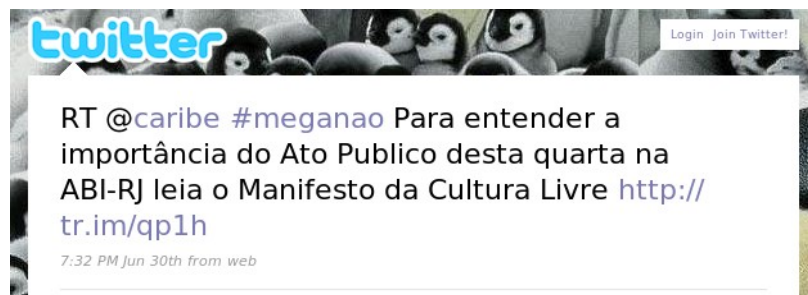 twitter
Login Join Twitter!
RT @caribe #meganao Para entender a
importância do Ato Publico desta quarta na
ABI-RJ leia o Manifesto da Cultura Livre http://
tr.im/qp1h
7:32 PM Jun 30th from web